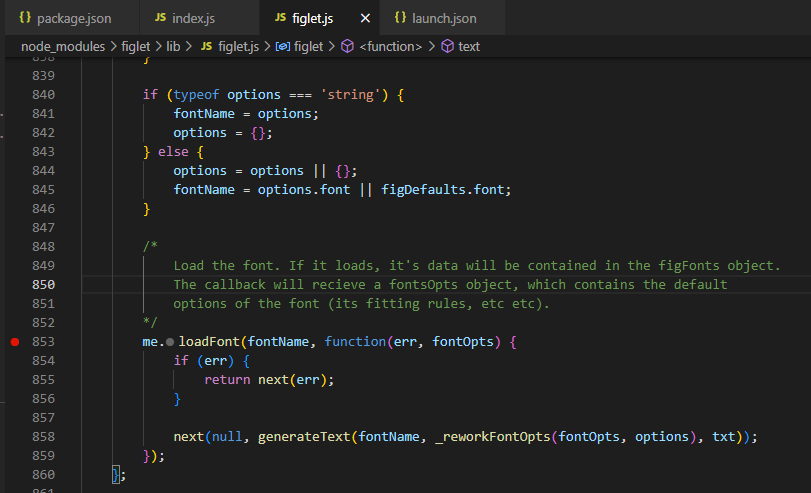 {} package.json
JS index.js
JS figlet.js ×
{} launch.json
node_modules > figlet > lib > JS figlet.js > figlet > <function> > text
838 }
839
840 if (typeof options === 'string') {
841 fontName = options;
842 options = {};
843 } else {
844 options = options || {};
845 fontName = options.font || figDefaults.font;
846 }
847
848 /*
849 Load the font. If it loads, it's data will be contained in the figFonts object.
850 The callback will recieve a fontsOpts object, which contains the default
851 options of the font (its fitting rules, etc etc).
852 */
853 me.loadFont(fontName, function(err, fontOpts) {
854 if (err) {
855 return next(err);
856 }
857
858 next(null, generateText(fontName, _reworkFontOpts(fontOpts, options), txt));
859 });
860 };
861